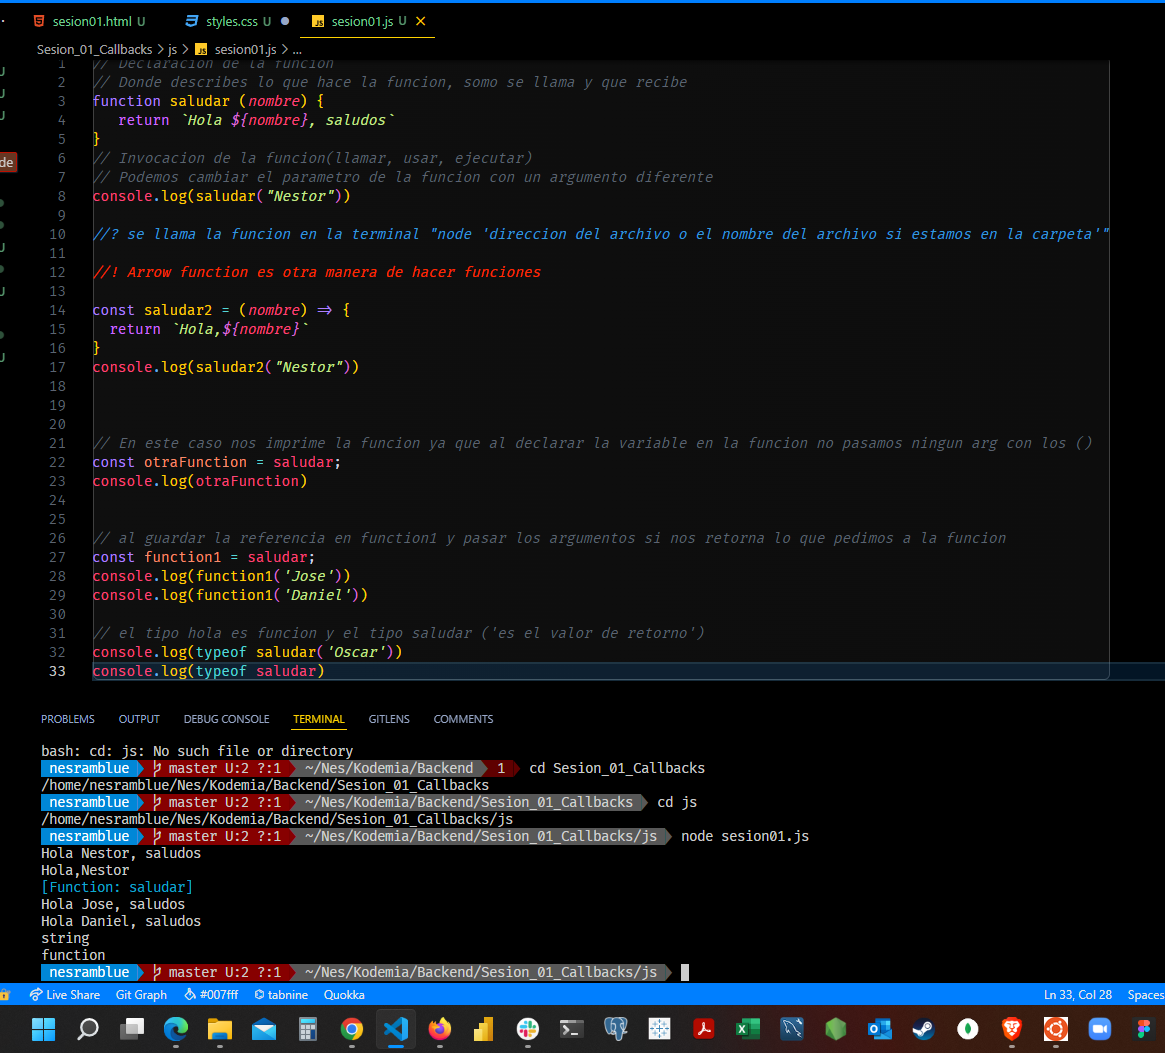 sesion01.html U
styles.css U
JS sesion01.js U
Sesion_01_Callbacks > js > JS sesion01.js > ...
1 // Declaracion de la funcion
2 // Donde describes lo que hace la funcion, somo se llama y que recibe
3 function saludar (nombre) {
4 return `Hola ${nombre}, saludos`
5 }
6 // Invocacion de la funcion(llamar, usar, ejecutar)
7 // Podemos cambiar el parametro de la funcion con un argumento diferente
8 console.log(saludar("Nestor"))
9
10 //? se llama la funcion en la terminal "node 'direccion del archivo o el nombre del archivo si estamos en la carpeta'"
11
12 //! Arrow function es otra manera de hacer funciones
13
14 const saludar2 = (nombre) => {
15 return `Hola,${nombre}`
16 }
17 console.log(saludar2("Nestor"))
18
19
20
21 // En este caso nos imprime la funcion ya que al declarar la variable en la funcion no pasamos ningun arg con los ()
22 const otraFunction = saludar;
23 console.log(otraFunction)
24
25
26 // al guardar la referencia en function1 y pasar los argumentos si nos retorna lo que pedimos a la funcion
27 const function1 = saludar;
28 console.log(function1('Jose'))
29 console.log(function1('Daniel'))
30
31 // el tipo hola es funcion y el tipo saludar ('es el valor de retorno')
32 console.log(typeof saludar('Oscar'))
33 console.log(typeof saludar)
de
PROBLEMS OUTPUT DEBUG CONSOLE TERMINAL GITLENS COMMENTS
bash: cd: js: No such file or directory
nesramblue master U:2 ?:1 ~/Nes/Kodemia/Backend 1 cd Sesion_01_Callbacks
/home/nesramblue/Nes/Kodemia/Backend/Sesion_01_Callbacks
nesramblue master U:2 ?:1 ~/Nes/Kodemia/Backend/Sesion_01_Callbacks cd js
/home/nesramblue/Nes/Kodemia/Backend/Sesion_01_Callbacks/js
nesramblue master U:2 ?:1 ~/Nes/Kodemia/Backend/Sesion_01_Callbacks/js node sesion01.js
Hola Nestor, saludos
Hola,Nestor
[Function: saludar]
Hola Jose, saludos
Hola Daniel, saludos
string
function
nesramblue master U:2 ?:1 ~/Nes/Kodemia/Backend/Sesion_01_Callbacks/js
Live Share Git Graph #007fff tabnine Quokka Ln 33, Col 28 Spaces